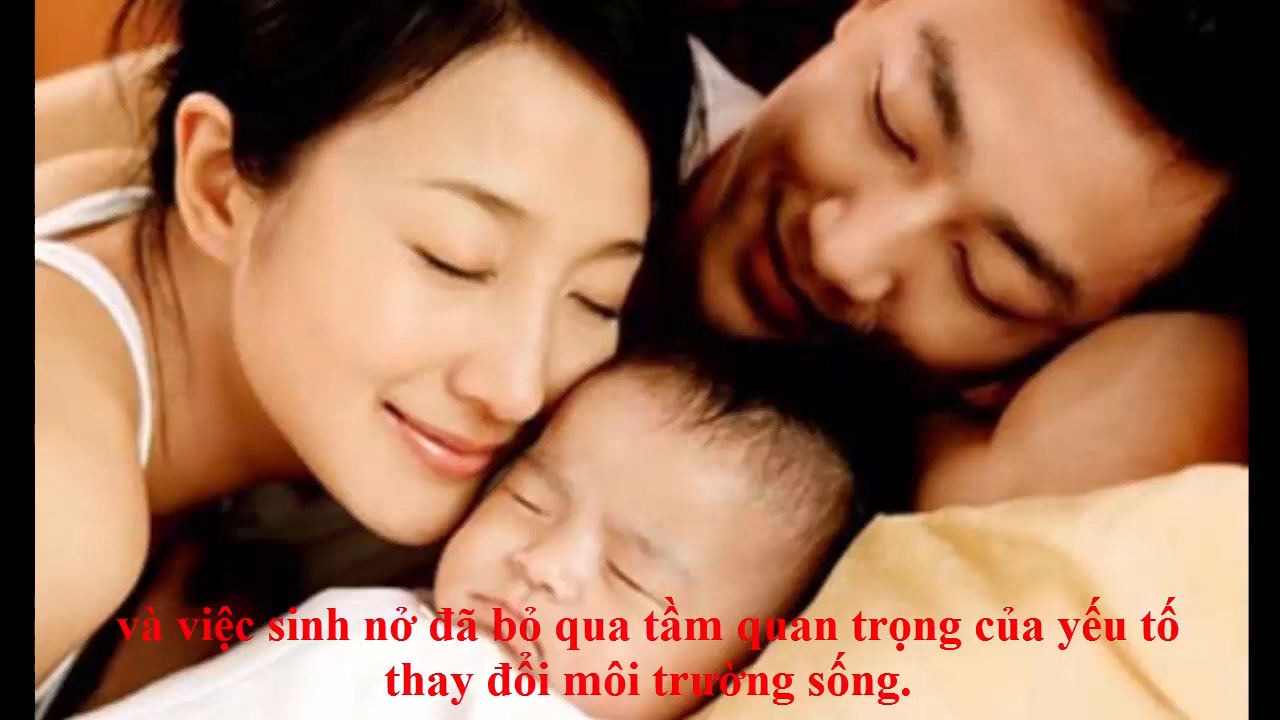 và việc sinh nở đã bỏ qua tầm quan trọng của yếu tố
thay đổi môi trường sống.